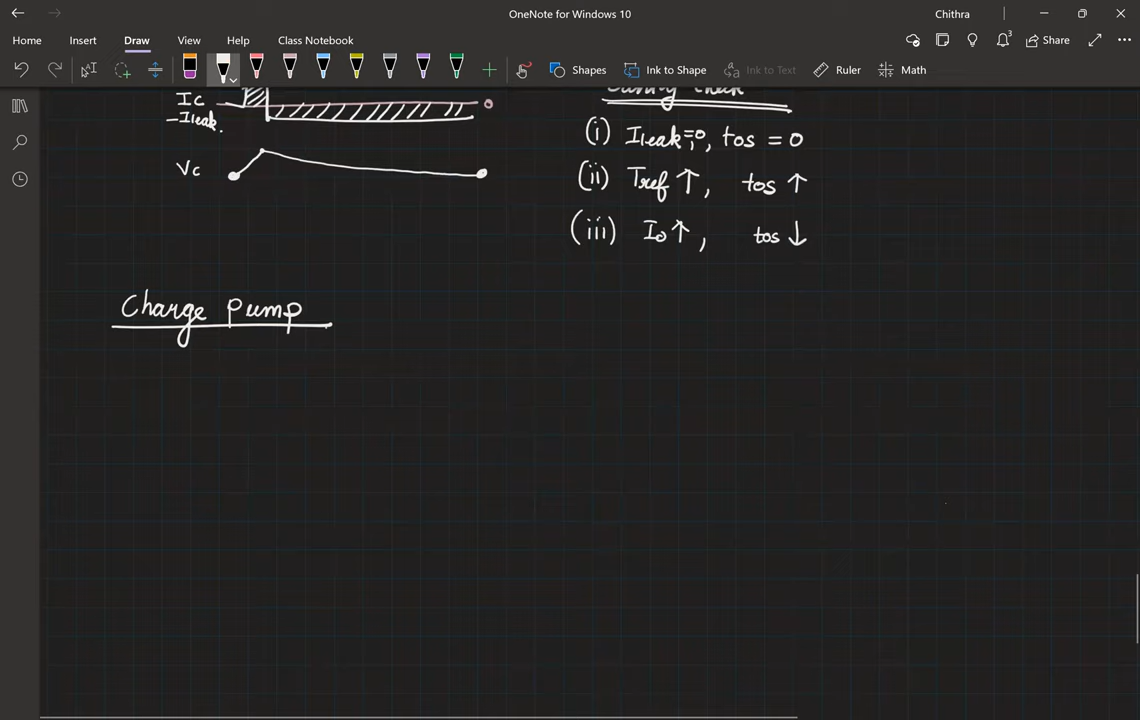 OneNote for Windows 10
Chithra
Home Insert Draw View Help Class Notebook
Share
Shapes Ink to Shape Ink to Text Ruler Math
Ic
-Ileak.
Vc
check
(i) Ileak=0, tos = 0
(ii) Tref ↑, tos ↑
(iii) Io ↑, tos ↓
Charge Pump